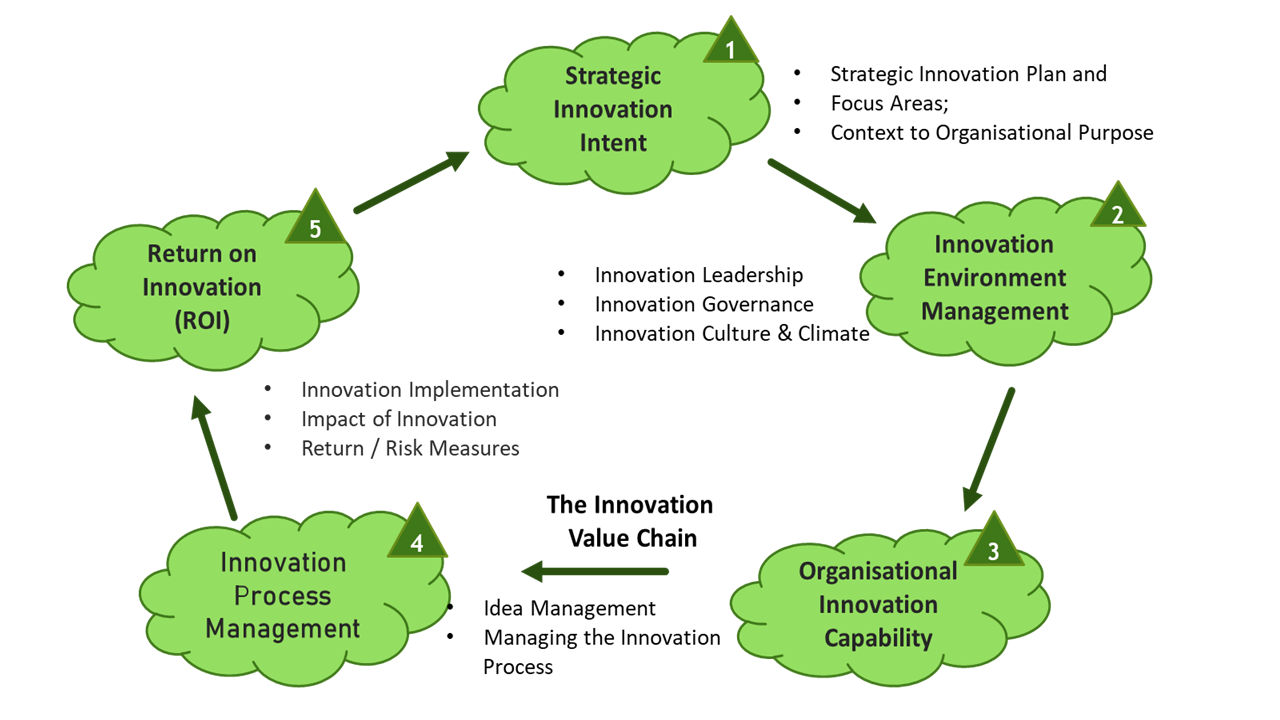 1
Strategic
Innovation
Intent
• Strategic Innovation Plan and
• Focus Areas;
• Context to Organisational Purpose
2
Innovation
Environment
Management
• Innovation Leadership
• Innovation Governance
• Innovation Culture & Climate
5
Return on
Innovation
(ROI)
• Innovation Implementation
• Impact of Innovation
• Return / Risk Measures
The Innovation
Value Chain
3
Organisational
Innovation
Capability
4
Innovation
Process
Management
• Idea Management
• Managing the Innovation
Process